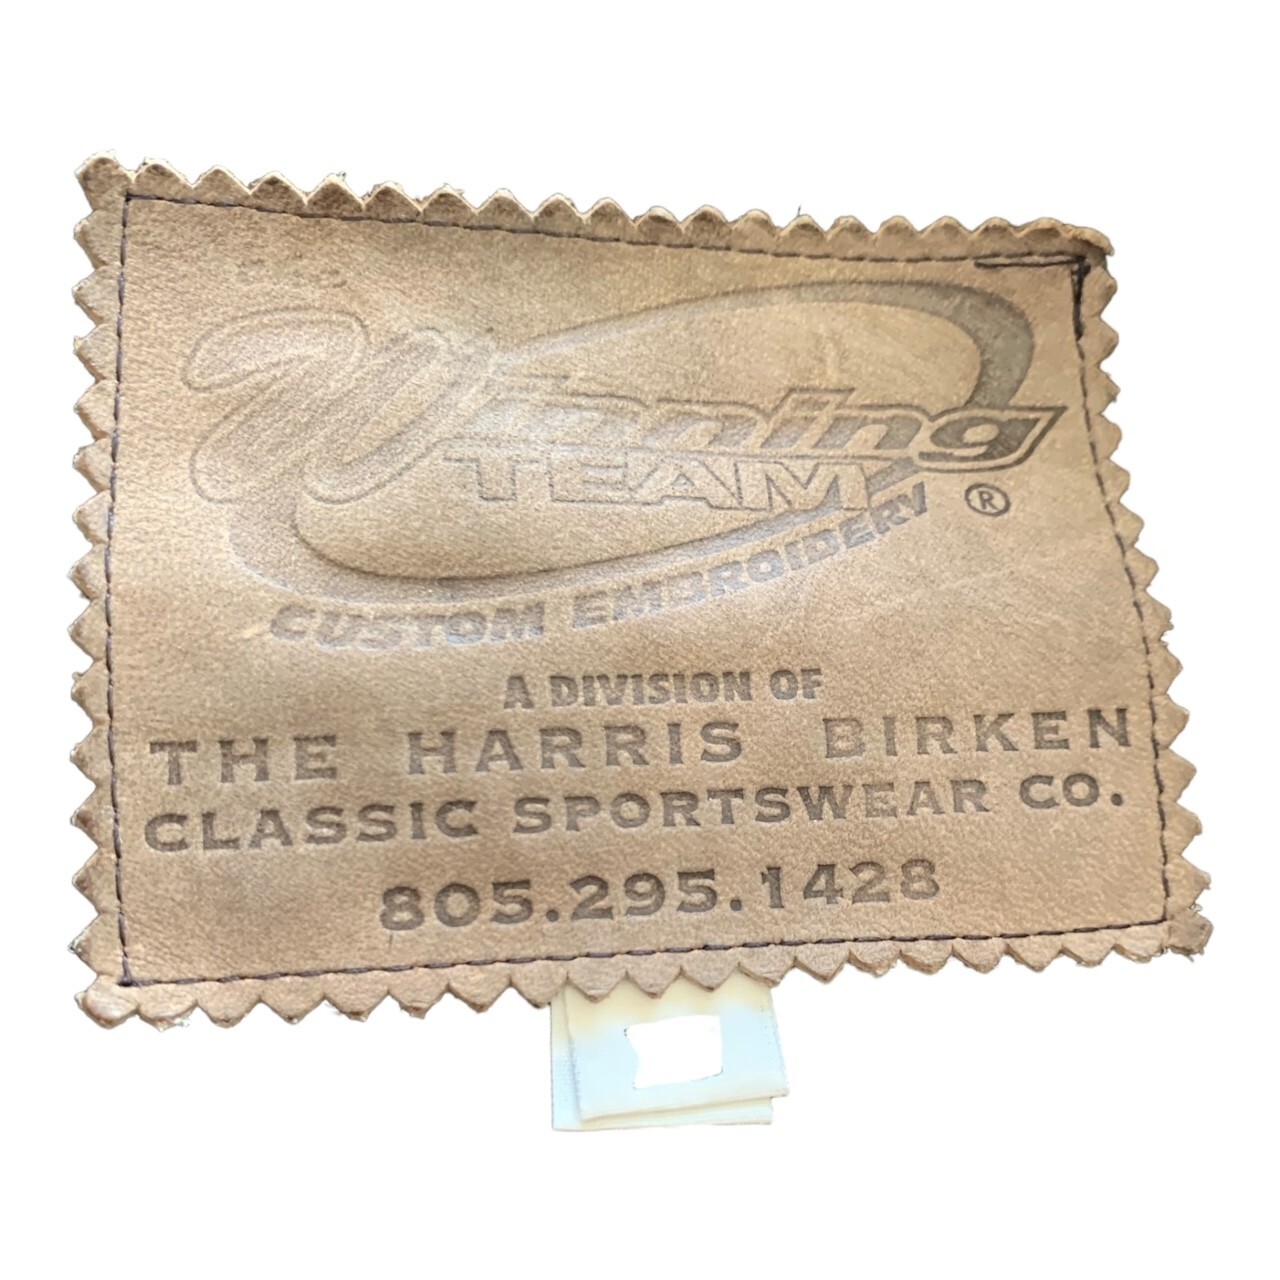 Winning
TEAM
®
CUSTOM EMBROIDERY
A DIVISION OF
THE HARRIS BIRKEN
CLASSIC SPORTSWEAR CO.
805.295.1428